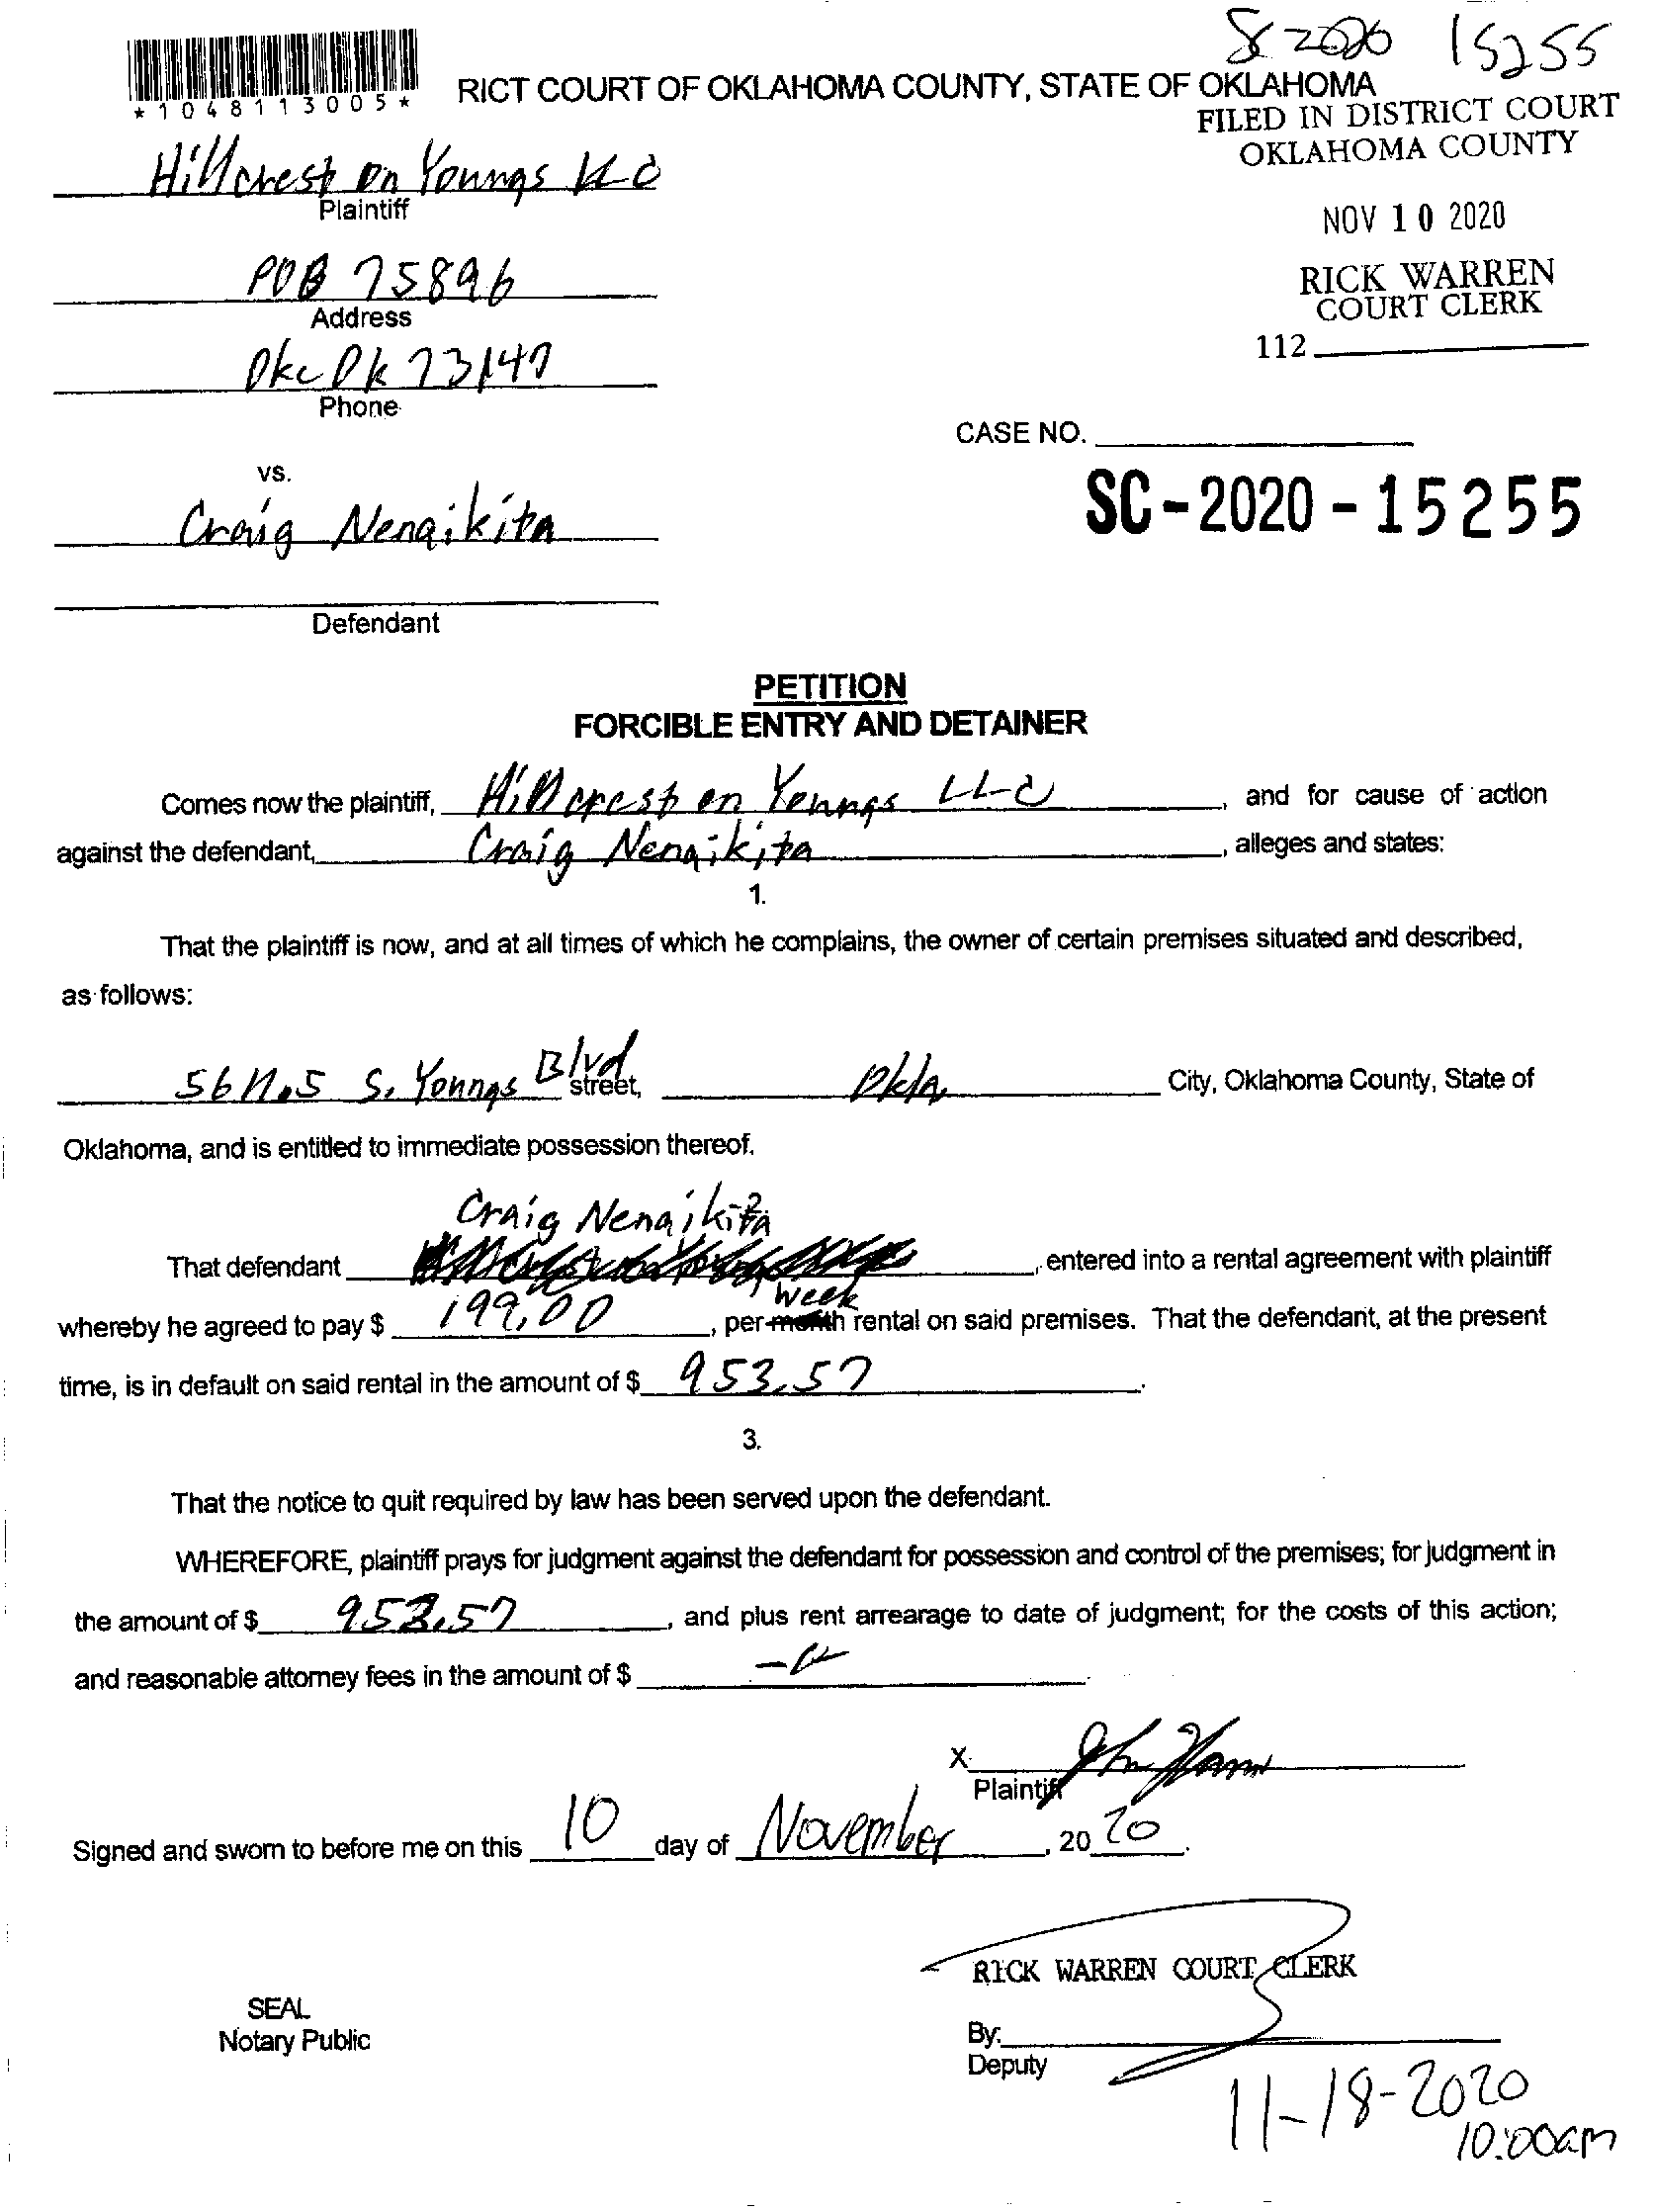 SC 2020 15255
*1048113005*
RICT COURT OF OKLAHOMA COUNTY, STATE OF OKLAHOMA
FILED IN DISTRICT COURT
OKLAHOMA COUNTY
Hillcrest on Youngs LLC
Plaintiff
NOV 10 2020
POB 75896
Address
RICK WARREN
COURT CLERK
112
Okc Ok 73147
Phone
CASE NO.
SC-2020-15255
vs.
Craig Nenaikita
Defendant
PETITION
FORCIBLE ENTRY AND DETAINER
Comes now the plaintiff, Hillcrest on Youngs LLC, and for cause of action
against the defendant, Craig Nenaikita, alleges and states:
1.
That the plaintiff is now, and at all times of which he complains, the owner of certain premises situated and described,
as follows:
S. Youngs Blvd street, Okla City, Oklahoma County, State of
Oklahoma, and is entitled to immediate possession thereof.
Craig Nenaikita
That defendant, entered into a rental agreement with plaintiff
week
whereby he agreed to pay $ 199.00, per month rental on said premises. That the defendant, at the present
time, is in default on said rental in the amount of $ 953.57.
3.
That the notice to quit required by law has been served upon the defendant.
WHEREFORE, plaintiff prays for judgment against the defendant for possession and control of the premises; for judgment in
the amount of $ 953.57, and plus rent arrearage to date of judgment; for the costs of this action;
and reasonable attorney fees in the amount of $
X
Plaintiff
Signed and sworn to before me on this 10 day of November, 20 20.
RICK WARREN COURT CLERK
SEAL
Notary Public
By:
Deputy
11-18-2020
10:00am